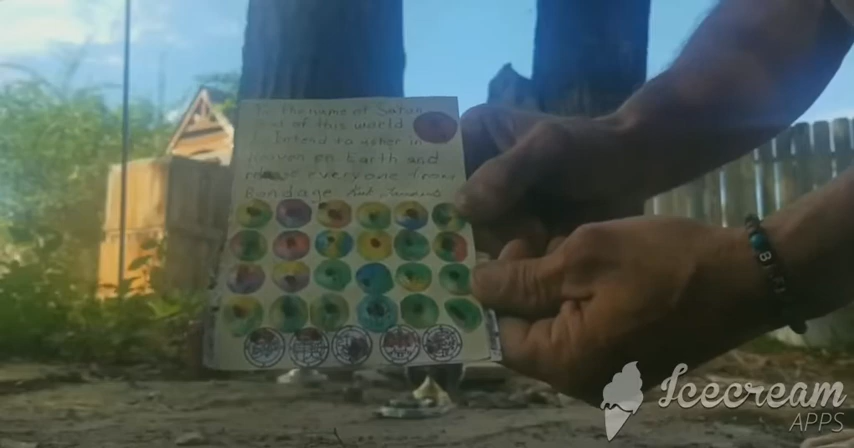 In the name of Satan
of this world
Intend to usher in
Heaven on Earth and
everyone from
Bondage
Icecream
APPS